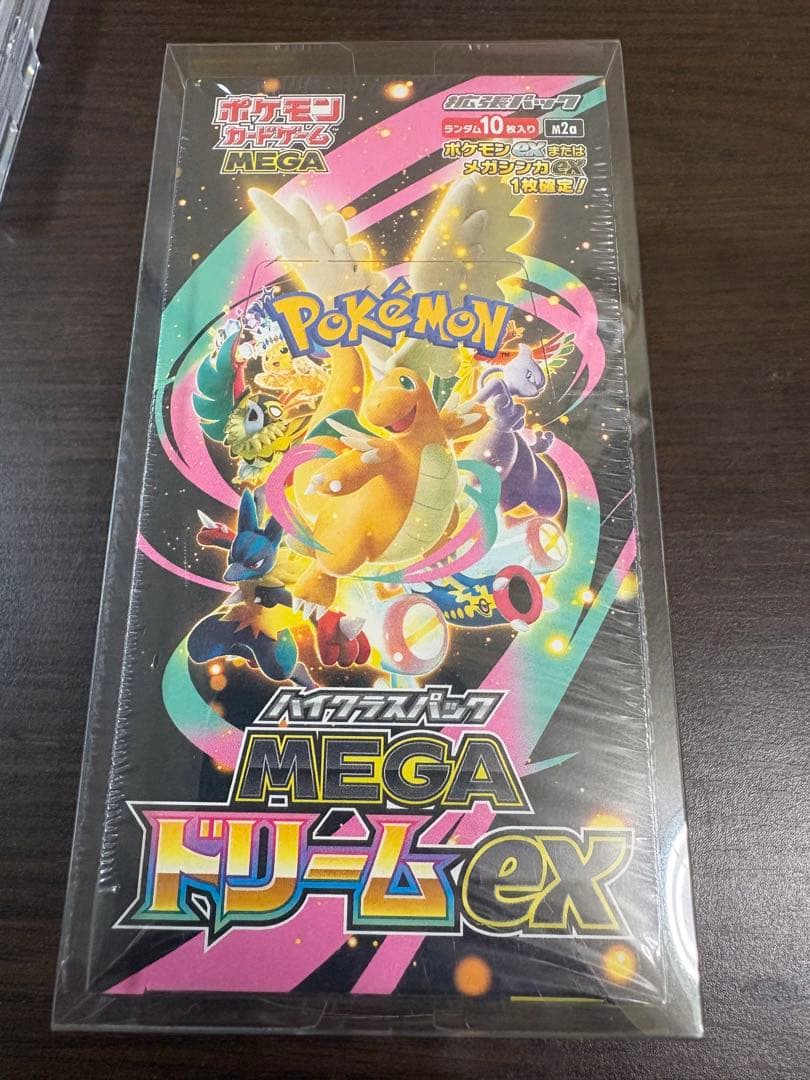 ポケモン
カードゲーム
MEGA
拡張パック
ランダム10枚入り M2a
ポケモンexまたは
メガシンカex
1枚確定!
POKéMON
TM
ハイクラスパック
MEGA
ドリームex